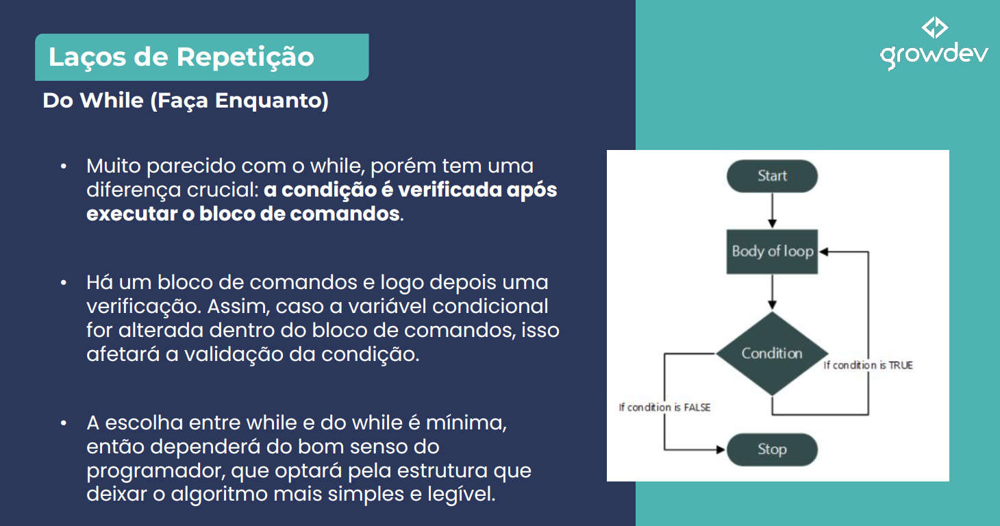 growdev
Laços de Repetição
Do While (Faça Enquanto)
• Muito parecido com o while, porém tem uma
diferença crucial: a condição é verificada após
executar o bloco de comandos.
• Há um bloco de comandos e logo depois uma
verificação. Assim, caso a variável condicional
for alterada dentro do bloco de comandos, isso
afetará a validação da condição.
• A escolha entre while e do while é mínima,
então dependerá do bom senso do
programador, que optará pela estrutura que
deixar o algoritmo mais simples e legível.
Start
Body of loop
Condition
If condition is TRUE
If condition is FALSE
Stop